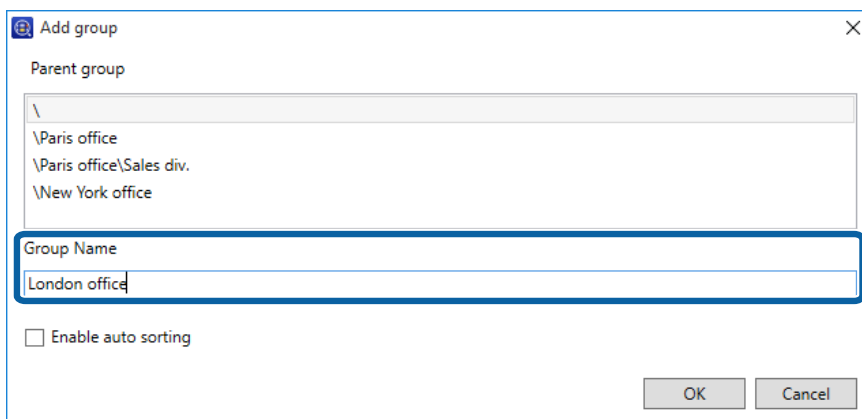 Add group
Parent group
\
\Paris office
\Paris office\Sales div.
\New York office
Group Name
London office
Enable auto sorting
OK Cancel